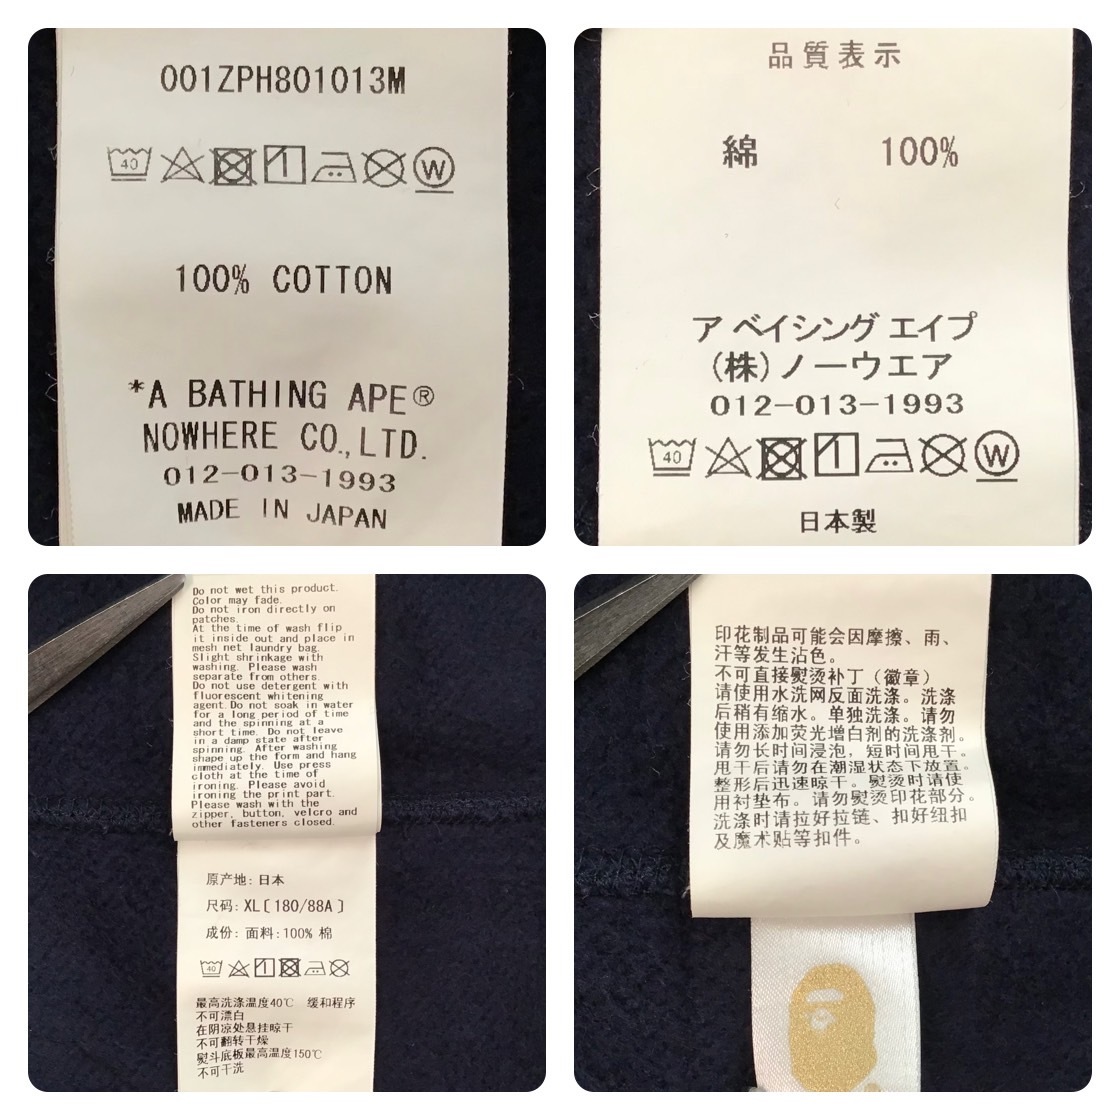 001ZPH801013M
40 W
100% COTTON
*A BATHING APE®
NOWHERE CO.,LTD.
012-013-1993
MADE IN JAPAN
品質表示
綿 100%
ア ベイシング エイプ
(株)ノーウエア
012-013-1993
40 W
日本製
Do not wet this product.
Color may fade.
Do not iron directly on
patches.
At the time of wash flip
it inside out and place in
mesh net laundry bag.
Slight shrinkage with
washing. Please wash
separate from others.
Do not use detergent with
fluorescent whitening
agent.Do not soak in water
for a long period of time
and the spinning at a
short time. Do not leave
in a damp state after
spinning. After washing
shape up the form and hang
immediately. Use press
cloth at the time of
ironing. Please avoid
ironing the print part.
Please wash with the
zipper, button, velcro and
other fasteners closed.
原产地: 日本
尺码: XL〔180/88A〕
成份: 面料: 100% 棉
40
最高洗涤温度40℃ 缓和程序
不可漂白
在阴凉处悬挂晾干
不可翻转干燥
熨斗底板最高温度150℃
不可干洗
印花制品可能会因摩擦、雨、
汗等发生沾色。
不可直接熨烫补丁（徽章）
请使用水洗网反面洗涤。洗涤
后稍有缩水。单独洗涤。请勿
使用添加荧光增白剂的洗涤剂。
请勿长时间浸泡，短时间甩干。
甩干后请勿在潮湿状态下放置。
整形后迅速晾干。熨烫时请使
用衬垫布。请勿熨烫印花部分。
洗涤时请拉好拉链、扣好纽扣
及魔术贴等扣件。